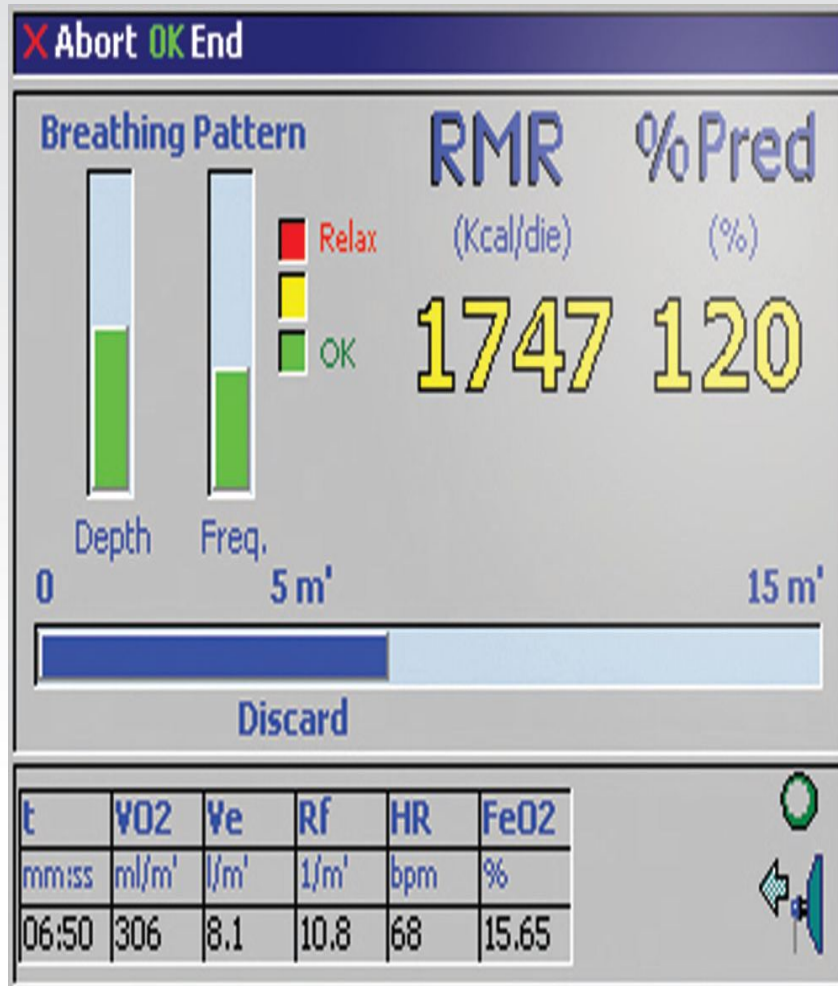 X Abort OK End
Breathing Pattern
RMR
%Pred
(Kcal/die)
(%)
Relax
1747
120
OK
Depth
Freq.
0 5 m' 15 m'
Discard
t VO2 Ve Rf HR FeO2
mm:ss ml/m' l/m' 1/m' bpm %
06:50 306 8.1 10.8 68 15.65